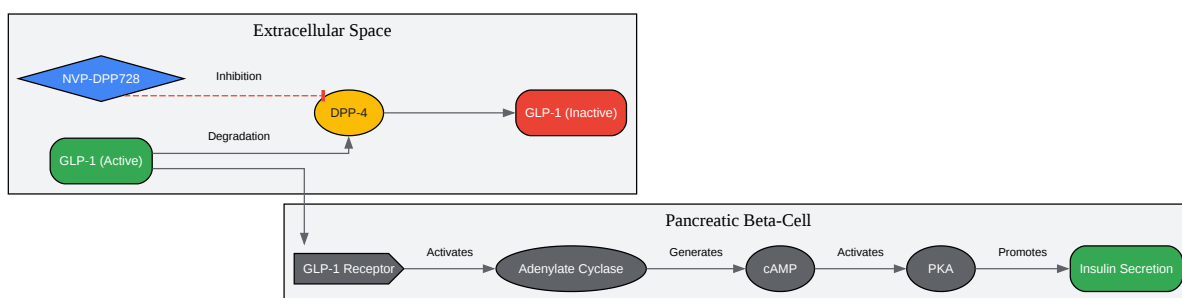 Extracellular Space
NVP-DPP728
Inhibition
DPP-4
GLP-1 (Inactive)
Degradation
GLP-1 (Active)
Pancreatic Beta-Cell
GLP-1 Receptor
Activates
Adenylate Cyclase
Generates
cAMP
Activates
PKA
Promotes
Insulin Secretion